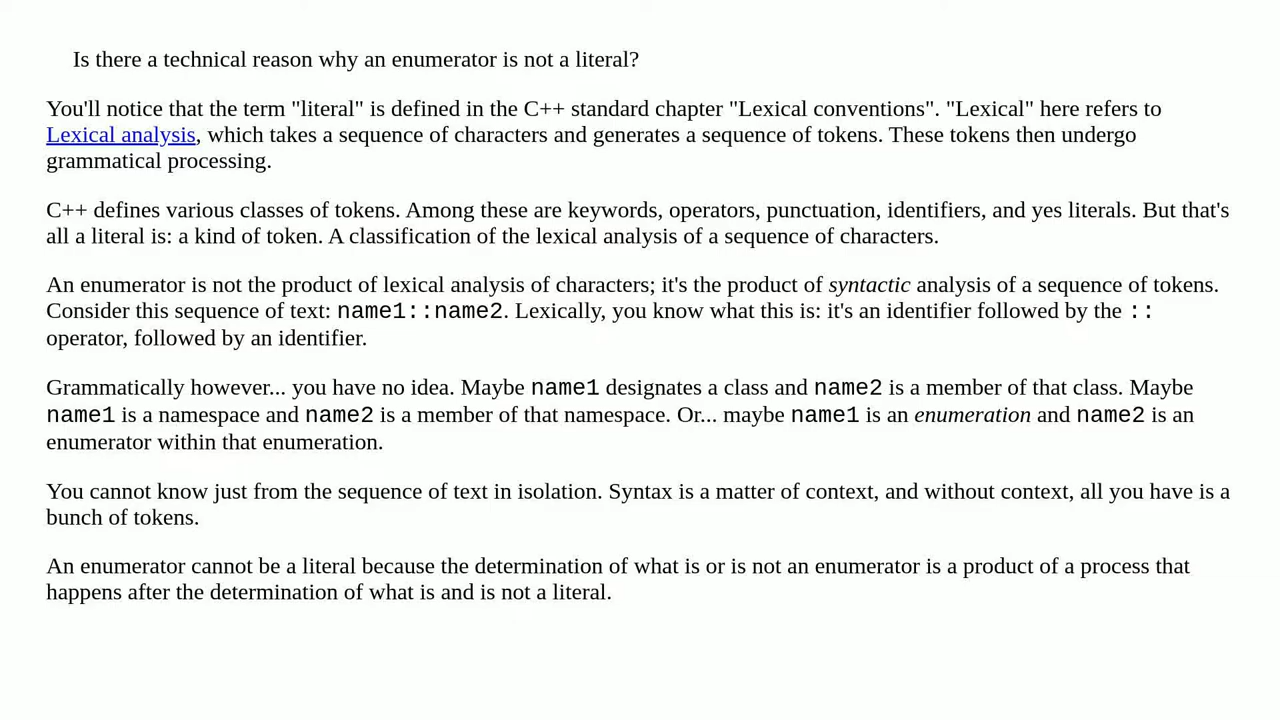 Is there a technical reason why an enumerator is not a literal?
You'll notice that the term "literal" is defined in the C++ standard chapter "Lexical conventions". "Lexical" here refers to
Lexical analysis, which takes a sequence of characters and generates a sequence of tokens. These tokens then undergo
grammatical processing.
C++ defines various classes of tokens. Among these are keywords, operators, punctuation, identifiers, and yes literals. But that's
all a literal is: a kind of token. A classification of the lexical analysis of a sequence of characters.
An enumerator is not the product of lexical analysis of characters; it's the product of syntactic analysis of a sequence of tokens.
Consider this sequence of text: name1::name2. Lexically, you know what this is: it's an identifier followed by the ::
operator, followed by an identifier.
Grammatically however... you have no idea. Maybe name1 designates a class and name2 is a member of that class. Maybe
name1 is a namespace and name2 is a member of that namespace. Or... maybe name1 is an enumeration and name2 is an
enumerator within that enumeration.
You cannot know just from the sequence of text in isolation. Syntax is a matter of context, and without context, all you have is a
bunch of tokens.
An enumerator cannot be a literal because the determination of what is or is not an enumerator is a product of a process that
happens after the determination of what is and is not a literal.